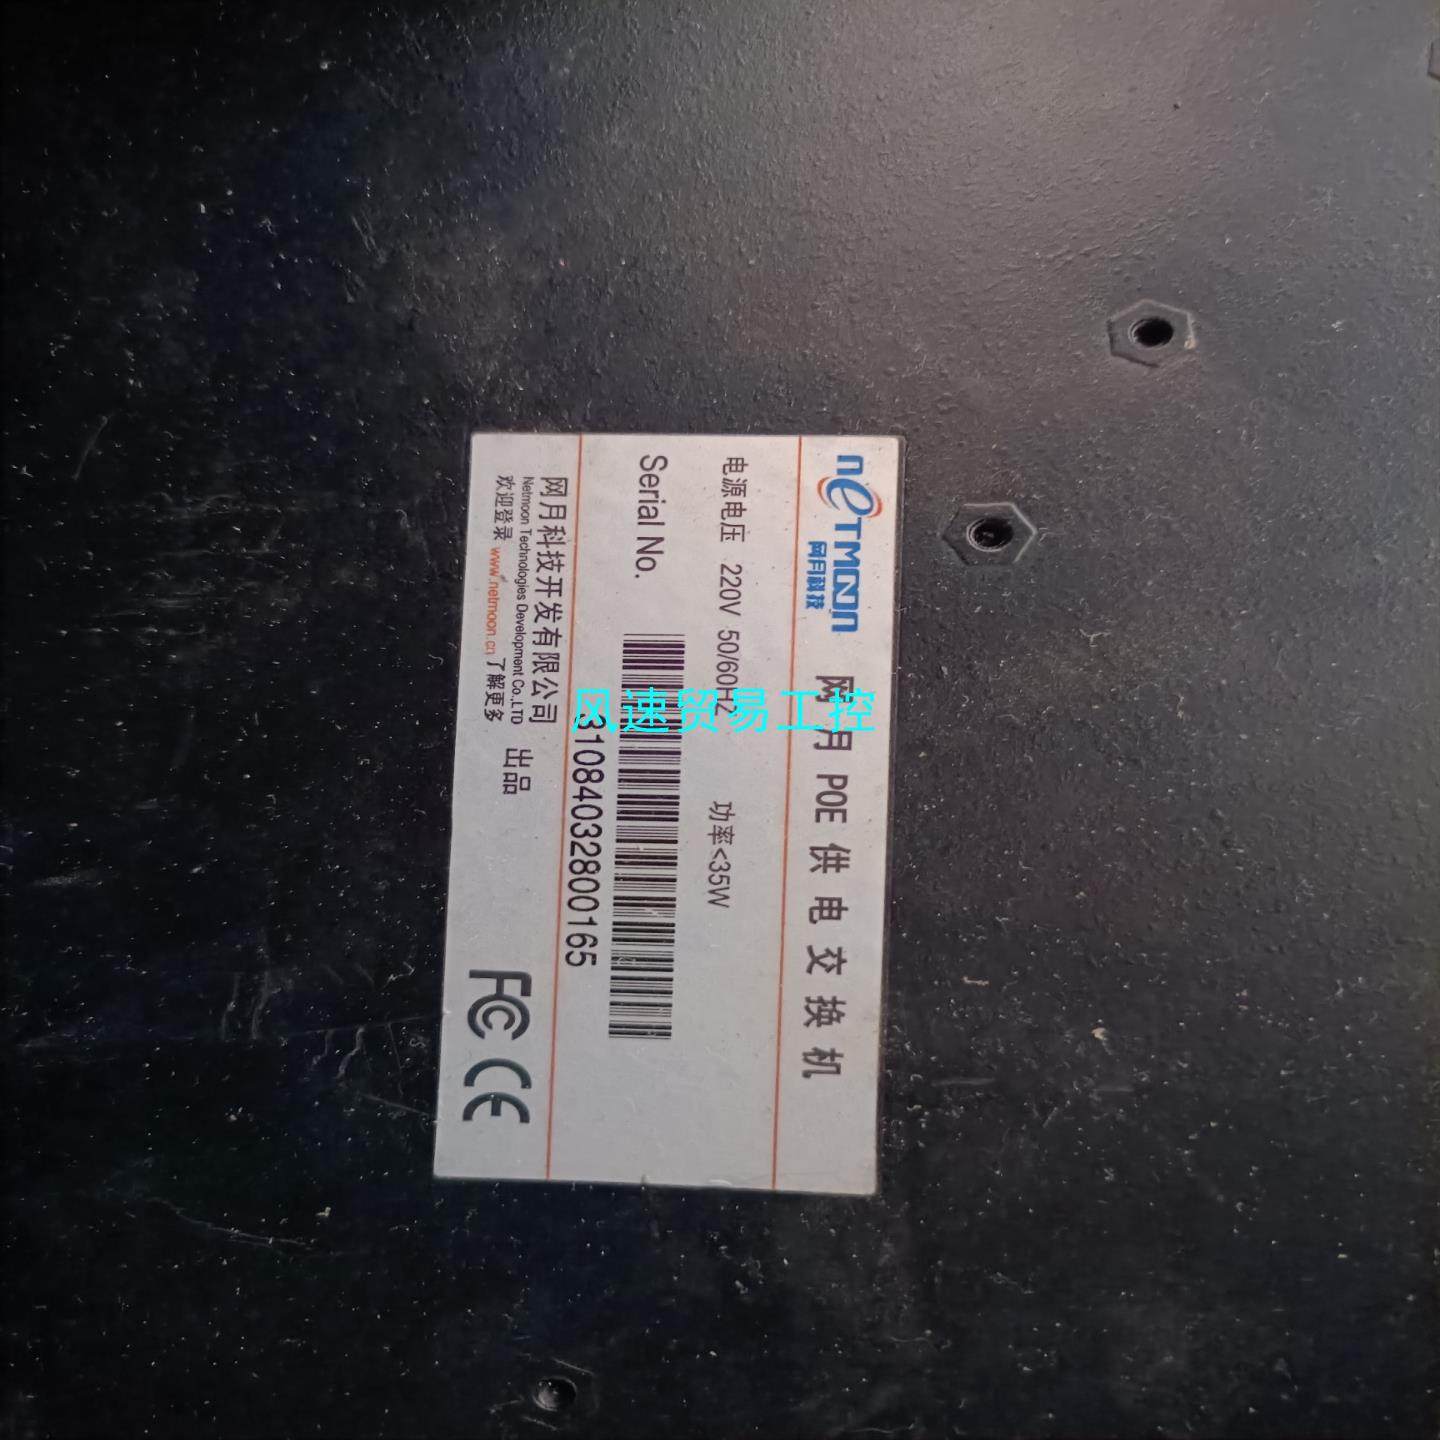 netmoon 网月科技 网月 POE 供电交换机
电源电压 220V 50/60HZ 功率<35W
Serial No.
31084032800165
网月科技开发有限公司 出品
Netmoon Technologies Development Co.,LTD
欢迎登录 www.netmoon.cn 了解更多
FC CE
风速贸易工控